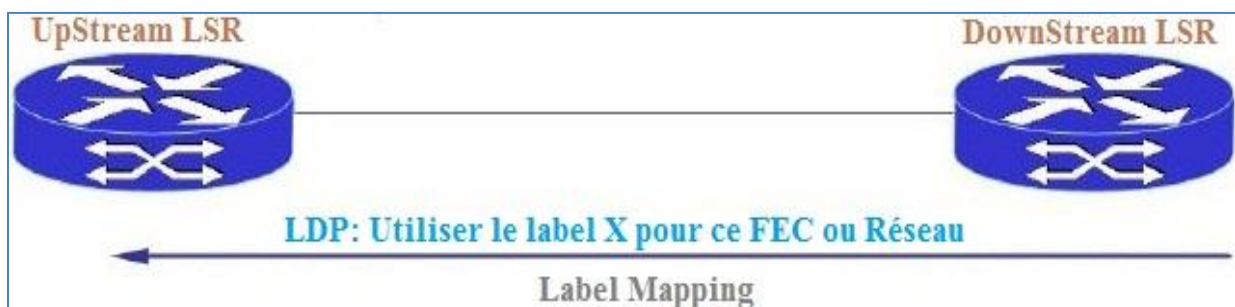 UpStream LSR
DownStream LSR
LDP: Utiliser le label X pour ce FEC ou Réseau
Label Mapping